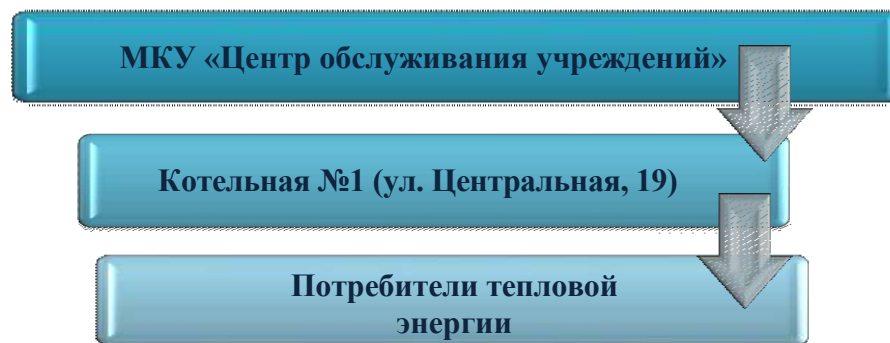 МКУ «Центр обслуживания учреждений»
Котельная №1 (ул. Центральная, 19)
Потребители тепловой
энергии